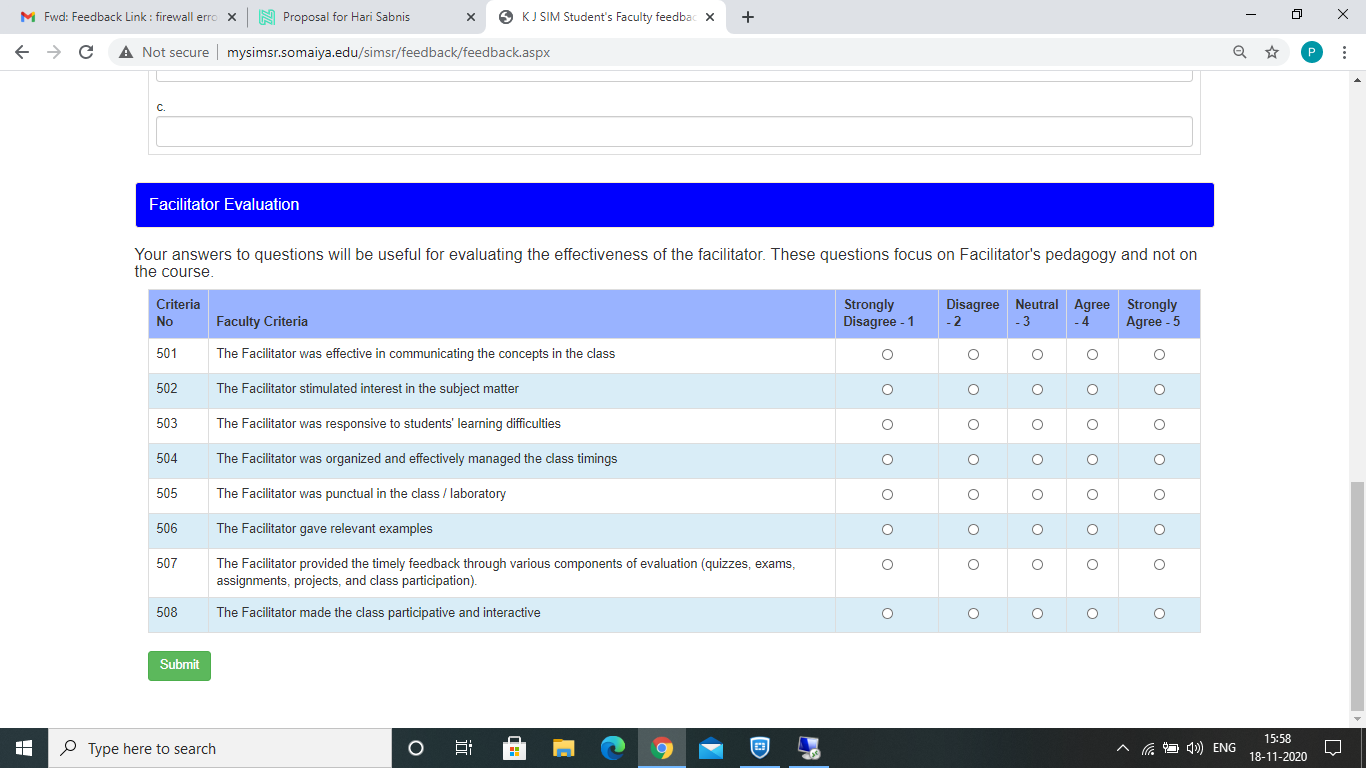 Fwd: Feedback Link : firewall erro
Proposal for Hari Sabnis
K J SIM Student's Faculty feedbac
Not secure
mysimsr.somaiya.edu/simsr/feedback/feedback.aspx
P
c.
Facilitator Evaluation
Your answers to questions will be useful for evaluating the effectiveness of the facilitator. These questions focus on Facilitator's pedagogy and not on
the course.
Criteria No Faculty Criteria Strongly Disagree - 1 Disagree - 2 Neutral - 3 Agree - 4 Strongly Agree - 5
501 The Facilitator was effective in communicating the concepts in the class
502 The Facilitator stimulated interest in the subject matter
503 The Facilitator was responsive to students' learning difficulties
504 The Facilitator was organized and effectively managed the class timings
505 The Facilitator was punctual in the class / laboratory
506 The Facilitator gave relevant examples
507 The Facilitator provided the timely feedback through various components of evaluation (quizzes, exams,
assignments, projects, and class participation).
508 The Facilitator made the class participative and interactive
Submit
Type here to search
ENG
15:58
18-11-2020